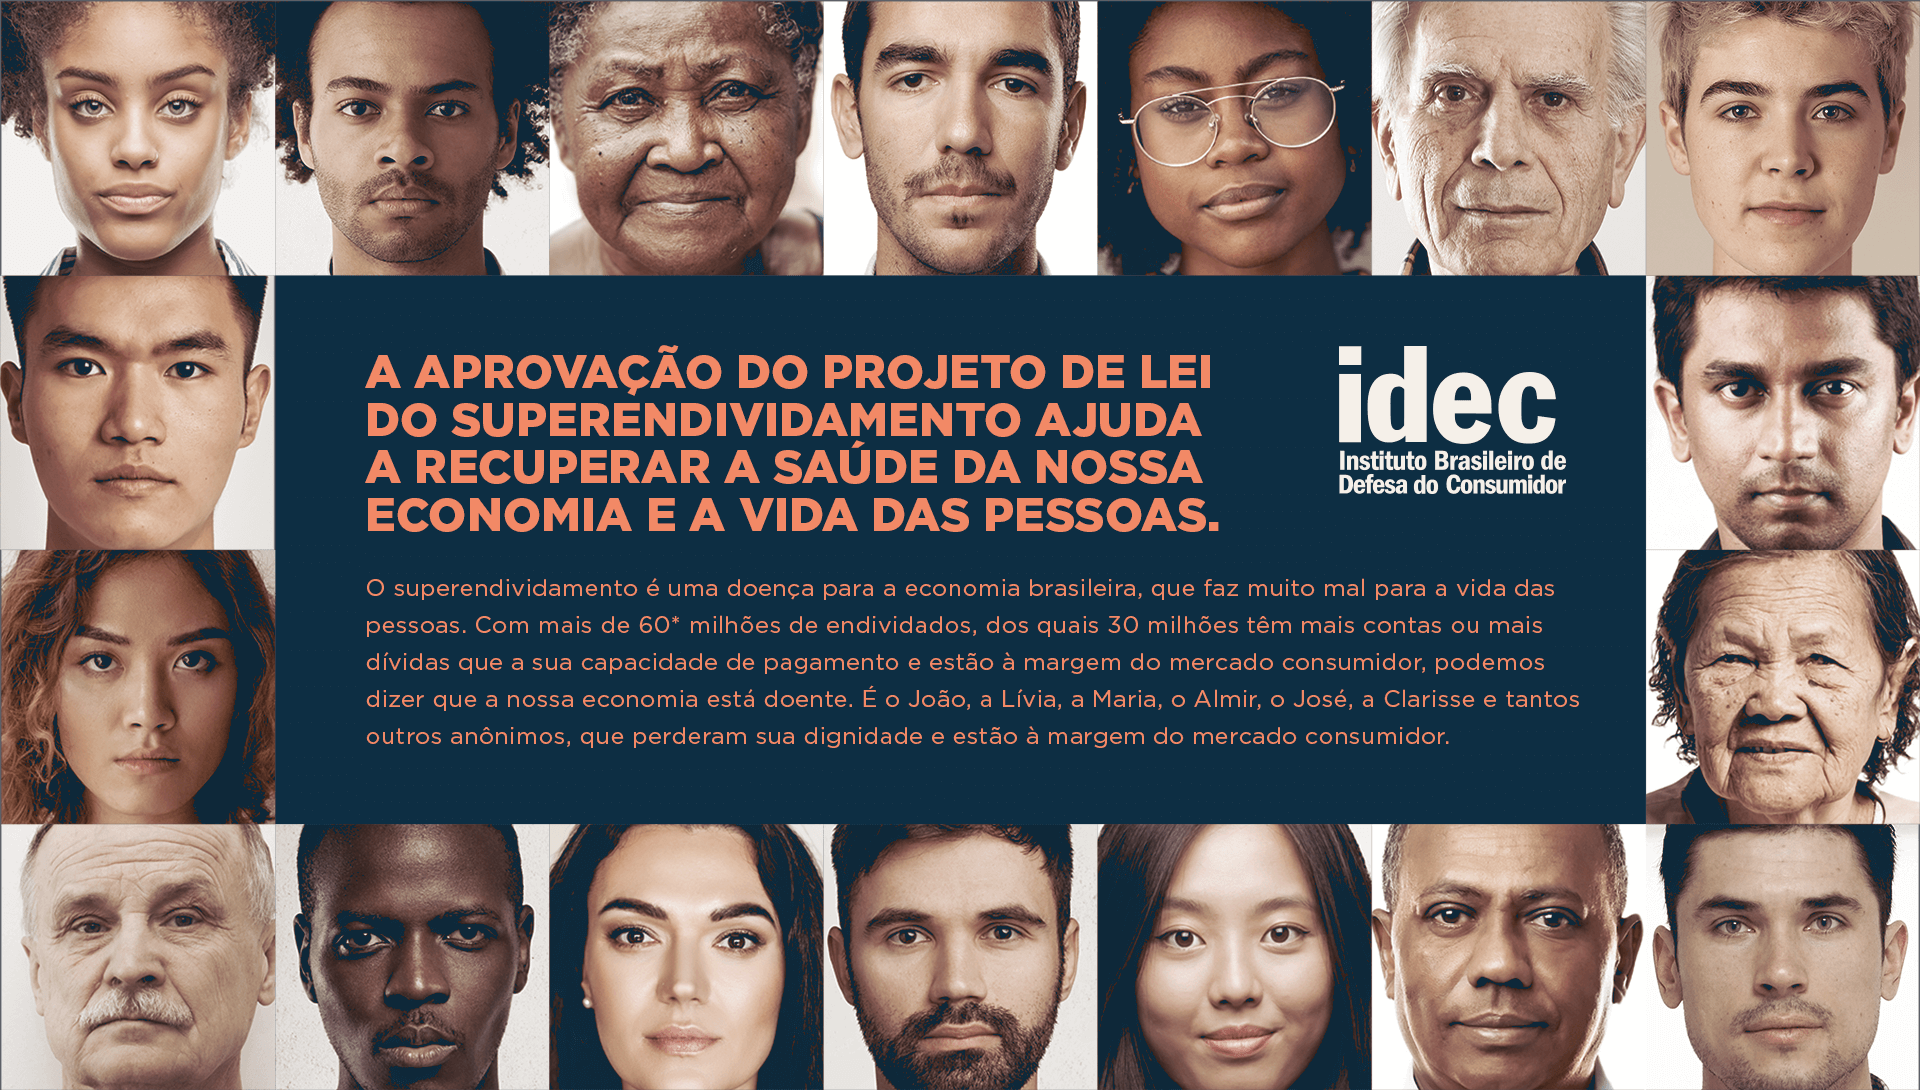 A APROVAÇÃO DO PROJETO DE LEI
DO SUPERENDIVIDAMENTO AJUDA
A RECUPERAR A SAÚDE DA NOSSA
ECONOMIA E A VIDA DAS PESSOAS.
idec
Instituto Brasileiro de
Defesa do Consumidor
O superendividamento é uma doença para a economia brasileira, que faz muito mal para a vida das
pessoas. Com mais de 60* milhões de endividados, dos quais 30 milhões têm mais contas ou mais
dívidas que a sua capacidade de pagamento e estão à margem do mercado consumidor, podemos
dizer que a nossa economia está doente. É o João, a Lívia, a Maria, o Almir, o José, a Clarisse e tantos
outros anônimos, que perderam sua dignidade e estão à margem do mercado consumidor.